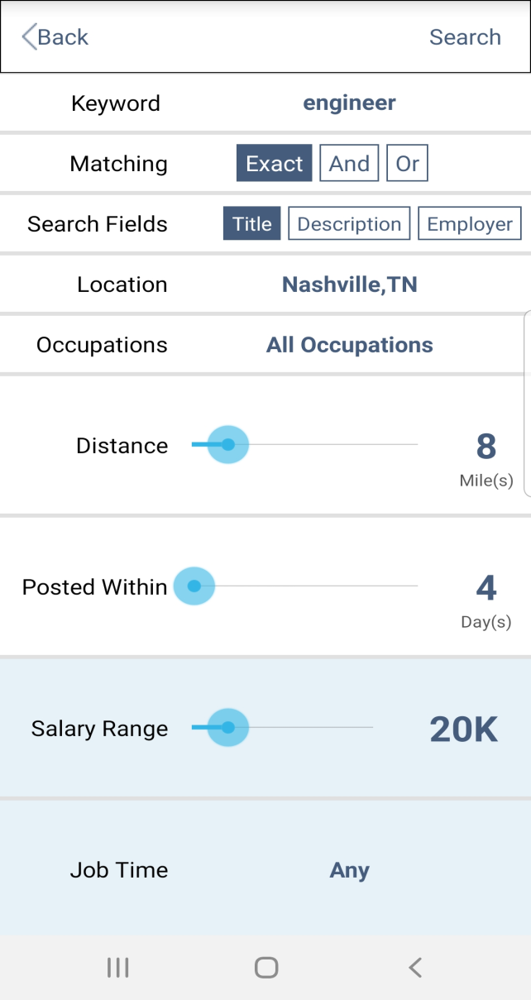 Back Search
Keyword engineer
Matching Exact And Or
Search Fields Title Description Employer
Location Nashville,TN
Occupations All Occupations
Distance 8
Mile(s)
Posted Within 4
Day(s)
Salary Range 20K
Job Time Any